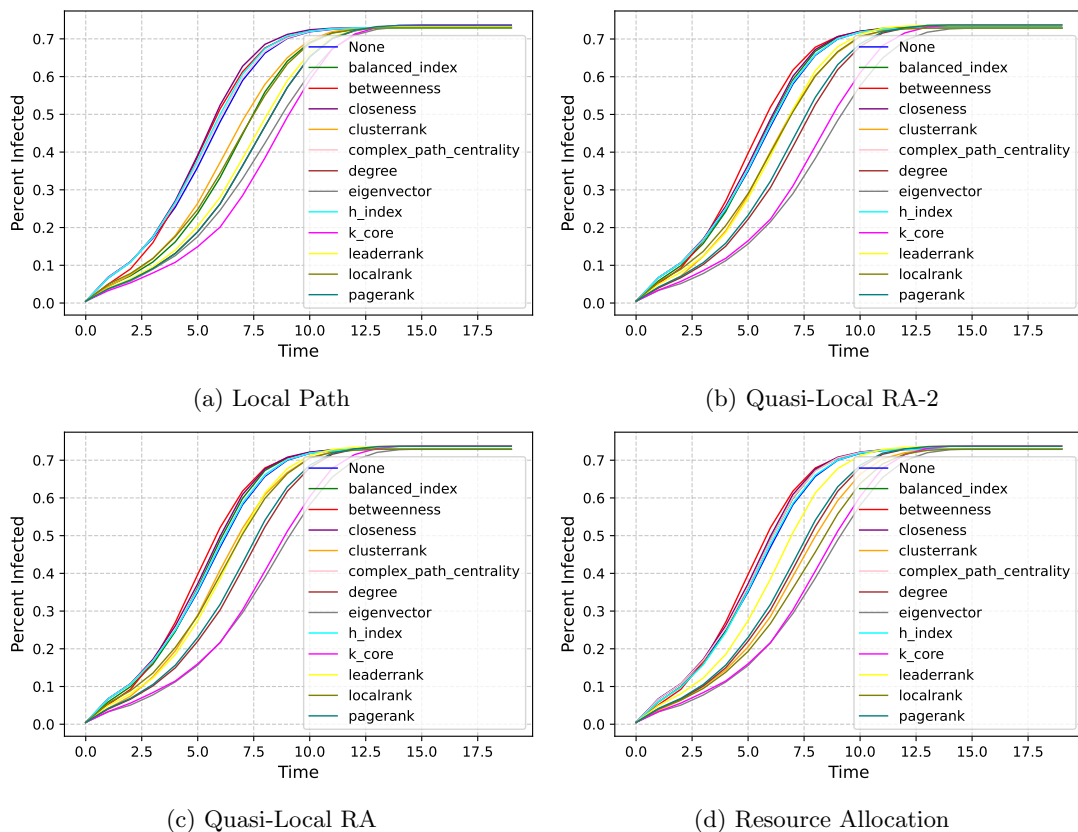 0.7
0.6
0.5
0.4
0.3
0.2
0.1
0.0
Percent Infected
None
balanced_index
betweenness
closeness
clusterrank
complex_path_centrality
degree
eigenvector
h_index
k_core
leaderrank
localrank
pagerank
0.0 2.5 5.0 7.5 10.0 12.5 15.0 17.5
Time
(a) Local Path
0.7
0.6
0.5
0.4
0.3
0.2
0.1
0.0
Percent Infected
None
balanced_index
betweenness
closeness
clusterrank
complex_path_centrality
degree
eigenvector
h_index
k_core
leaderrank
localrank
pagerank
0.0 2.5 5.0 7.5 10.0 12.5 15.0 17.5
Time
(b) Quasi-Local RA-2
0.7
0.6
0.5
0.4
0.3
0.2
0.1
0.0
Percent Infected
None
balanced_index
betweenness
closeness
clusterrank
complex_path_centrality
degree
eigenvector
h_index
k_core
leaderrank
localrank
pagerank
0.0 2.5 5.0 7.5 10.0 12.5 15.0 17.5
Time
(c) Quasi-Local RA
0.7
0.6
0.5
0.4
0.3
0.2
0.1
0.0
Percent Infected
None
balanced_index
betweenness
closeness
clusterrank
complex_path_centrality
degree
eigenvector
h_index
k_core
leaderrank
localrank
pagerank
0.0 2.5 5.0 7.5 10.0 12.5 15.0 17.5
Time
(d) Resource Allocation